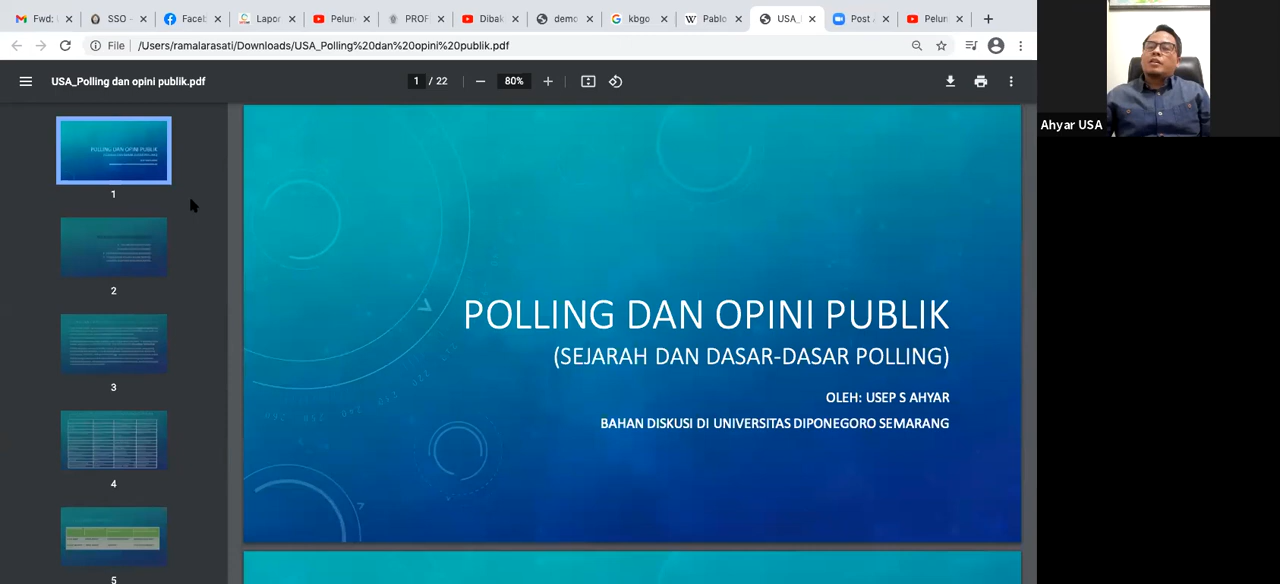 Fwd:
SSO -
Faceb
Lapor
Pelun
PROF
Dibak
demo
kbgo
Pablo
USA_
Post
Pelun
File
/Users/ramalarasati/Downloads/USA_Polling%20dan%20opini%20publik.pdf
USA_Polling dan opini publik.pdf
1 / 22
80%
POLLING DAN OPINI PUBLIK
(SEJARAH DAN DASAR-DASAR POLLING)
OLEH: USEP S AHYAR
BAHAN DISKUSI DI UNIVERSITAS DIPONEGORO SEMARANG
1
2
3
4
5
Ahyar USA